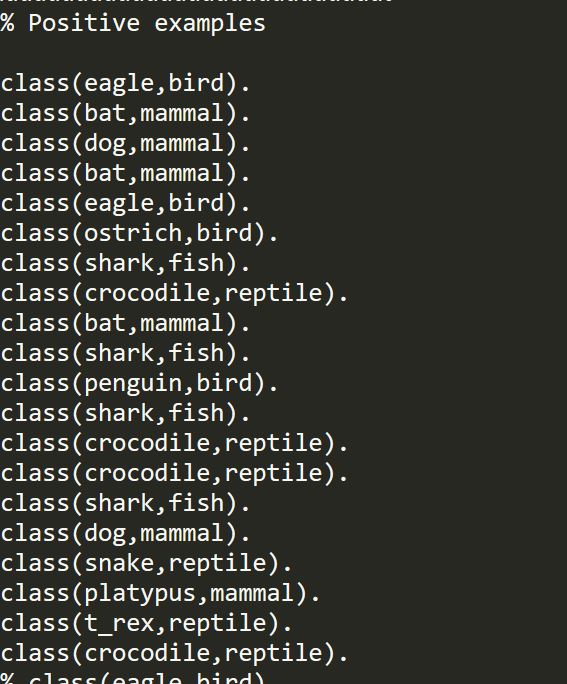 % Positive examples
class(eagle,bird).
class(bat,mammal).
class(dog,mammal).
class(bat,mammal).
class(eagle,bird).
class(ostrich,bird).
class(shark,fish).
class(crocodile,reptile).
class(bat,mammal).
class(shark,fish).
class(penguin,bird).
class(shark,fish).
class(crocodile,reptile).
class(crocodile,reptile).
class(shark,fish).
class(dog,mammal).
class(snake,reptile).
class(platypus,mammal).
class(t_rex,reptile).
class(crocodile,reptile).
% class(eagle,bird)